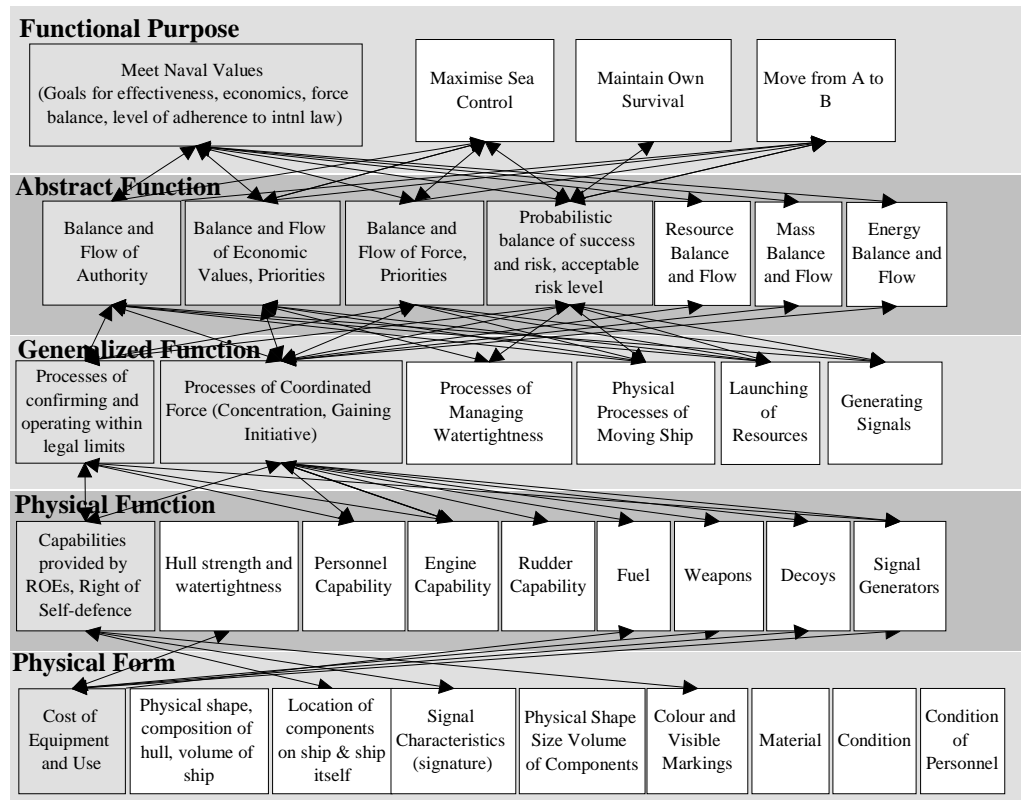 Functional Purpose
Meet Naval Values
(Goals for effectiveness, economics, force
balance, level of adherence to intnl law)
Maximise Sea
Control
Maintain Own
Survival
Move from A to
B
Abstract Function
Balance and
Flow of
Authority
Balance and Flow
of Economic
Values, Priorities
Balance and
Flow of Force,
Priorities
Probabilistic
balance of success
and risk, acceptable
risk level
Resource
Balance
and Flow
Mass
Balance
and Flow
Energy
Balance and
Flow
Generalized Function
Processes of
confirming and
operating within
legal limits
Processes of Coordinated
Force (Concentration, Gaining
Initiative)
Processes of
Managing
Watertightness
Physical
Processes of
Moving Ship
Launching
of
Resources
Generating
Signals
Physical Function
Capabilities
provided by
ROEs, Right of
Self-defence
Hull strength and
watertightness
Personnel
Capability
Engine
Capability
Rudder
Capability
Fuel
Weapons
Decoys
Signal
Generators
Physical Form
Cost of
Equipment
and Use
Physical shape,
composition of
hull, volume of
ship
Location of
components
on ship & ship
itself
Signal
Characteristics
(signature)
Physical Shape
Size Volume
of Components
Colour and
Visible
Markings
Material
Condition
Condition
of
Personnel